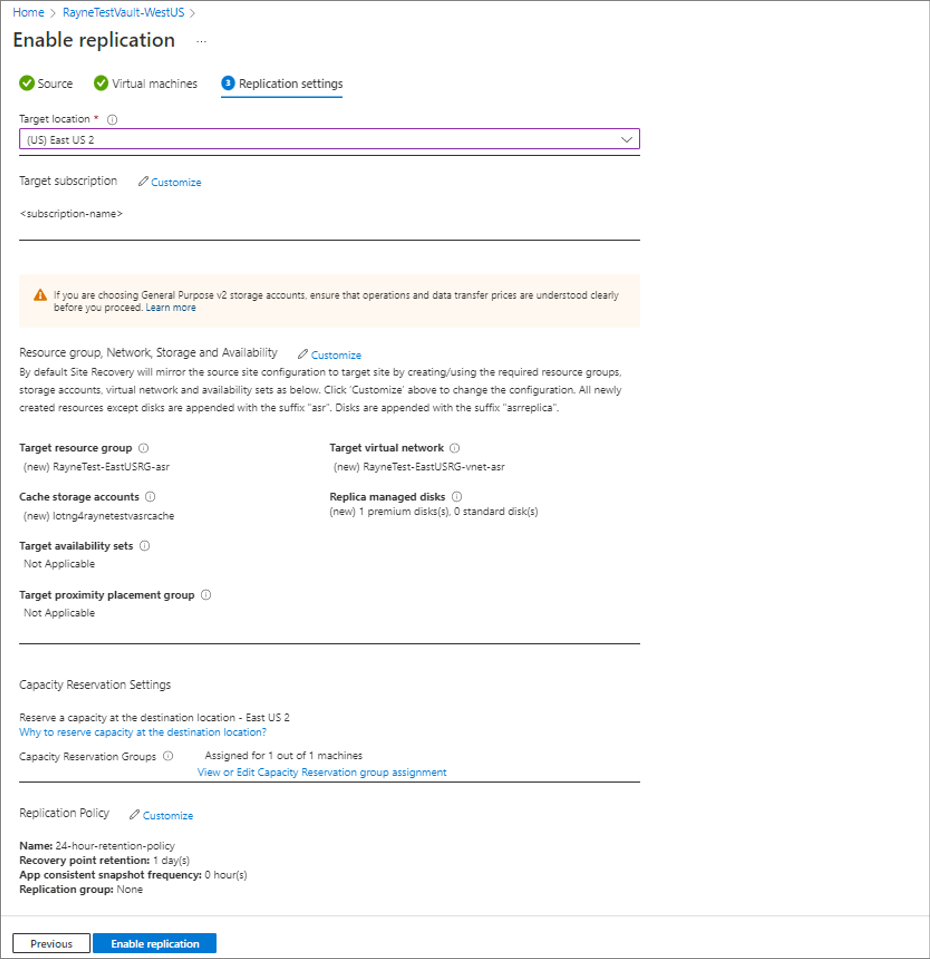 Home > RayneTestVault-WestUS >
Enable replication ...
Source Virtual machines 3 Replication settings
Target location *
(US) East US 2
Target subscription Customize
<subscription-name>
If you are choosing General Purpose v2 storage accounts, ensure that operations and data transfer prices are understood clearly
before you proceed. Learn more
Resource group, Network, Storage and Availability Customize
By default Site Recovery will mirror the source site configuration to target site by creating/using the required resource groups,
storage accounts, virtual network and availability sets as below. Click 'Customize' above to change the configuration. All newly
created resources except disks are appended with the suffix "asr". Disks are appended with the suffix "asrreplica".
Target resource group Target virtual network
(new) RayneTest-EastUSRG-asr (new) RayneTest-EastUSRG-vnet-asr
Cache storage accounts Replica managed disks
(new) lotng4raynetestvasrcache (new) 1 premium disks(s), 0 standard disk(s)
Target availability sets
Not Applicable
Target proximity placement group
Not Applicable
Capacity Reservation Settings
Reserve a capacity at the destination location - East US 2
Why to reserve capacity at the destination location?
Capacity Reservation Groups Assigned for 1 out of 1 machines
View or Edit Capacity Reservation group assignment
Replication Policy Customize
Name: 24-hour-retention-policy
Recovery point retention: 1 day(s)
App consistent snapshot frequency: 0 hour(s)
Replication group: None
Previous Enable replication